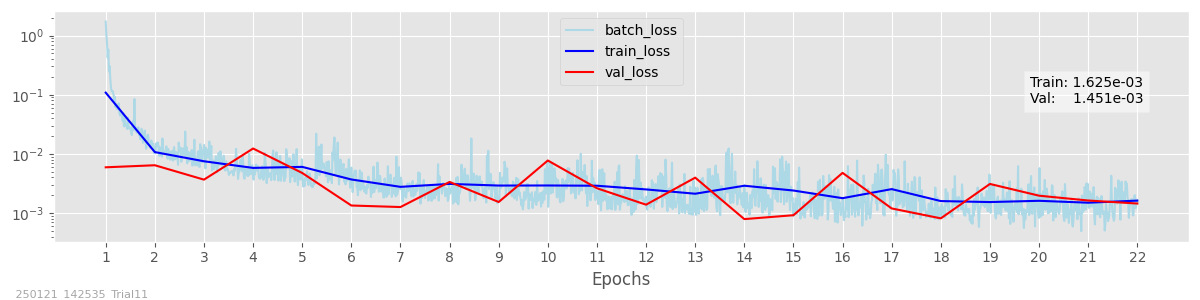 10⁰
10⁻¹
10⁻²
10⁻³
batch_loss
train_loss
val_loss
Train: 1.625e-03
Val: 1.451e-03
1 2 3 4 5 6 7 8 9 10 11 12 13 14 15 16 17 18 19 20 21 22
Epochs
250121_142535_Trial11